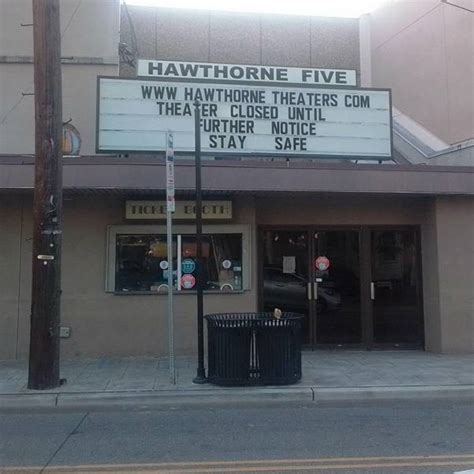 HAWTHORNE FIVE
WWW HAWTHORNE THEATERS COM
THEATER CLOSED UNTIL
FURTHER NOTICE
STAY SAFE
TICKET BOOTH